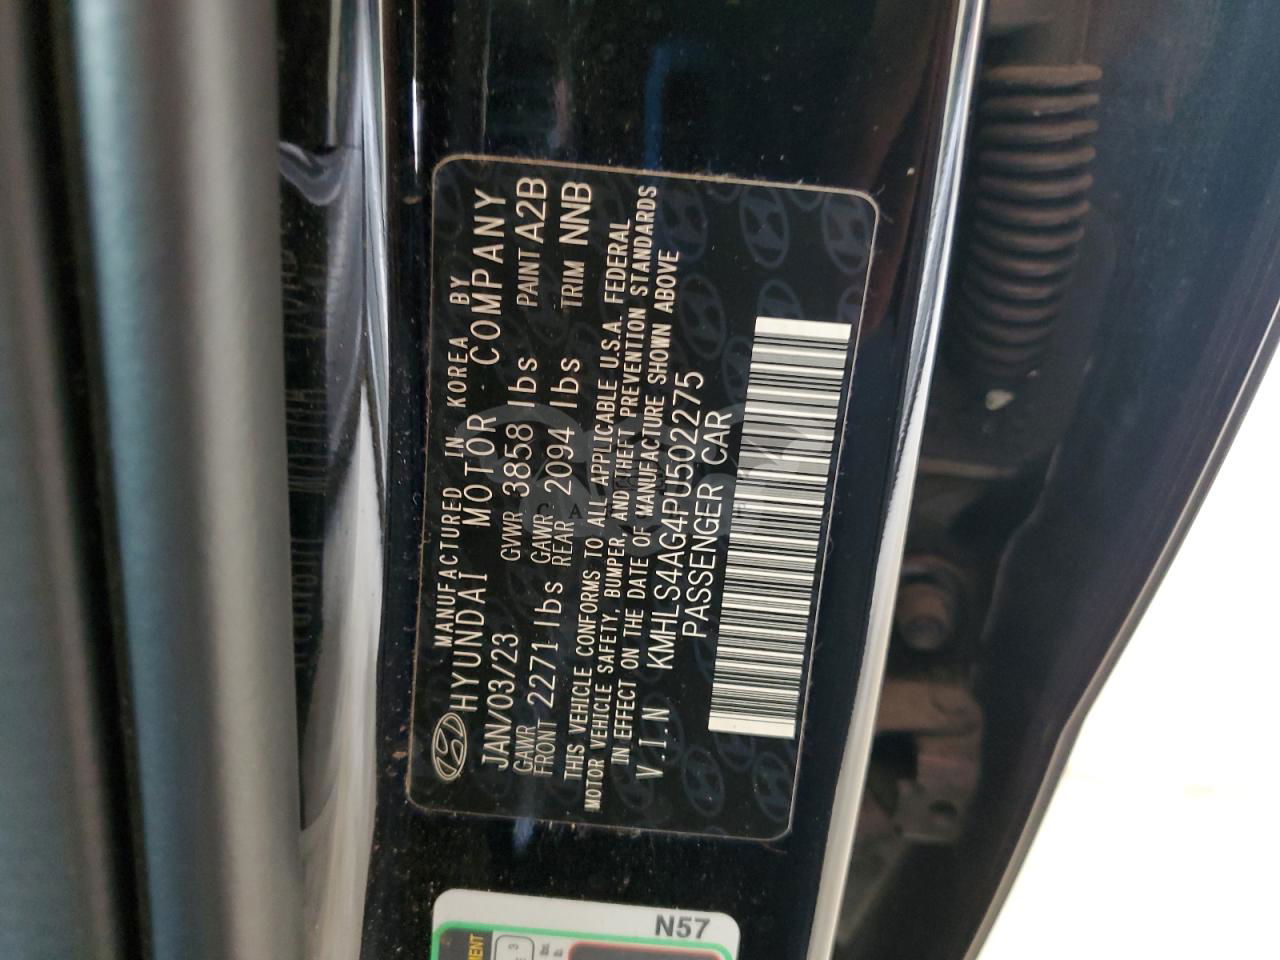 MANUFACTURED IN KOREA BY
HYUNDAI MOTOR COMPANY
JAN/03/23 GVWR 3858 lbs PAINT A2B
GAWR FRONT 2271 lbs GAWR REAR 2094 lbs TRIM NNB
THIS VEHICLE CONFORMS TO ALL APPLICABLE U.S.A. FEDERAL
MOTOR VEHICLE SAFETY, BUMPER, AND THEFT PREVENTION STANDARDS
IN EFFECT ON THE DATE OF MANUFACTURE SHOWN ABOVE
V.I.N KMHLS4AG4PU502275
PASSENGER CAR
N57